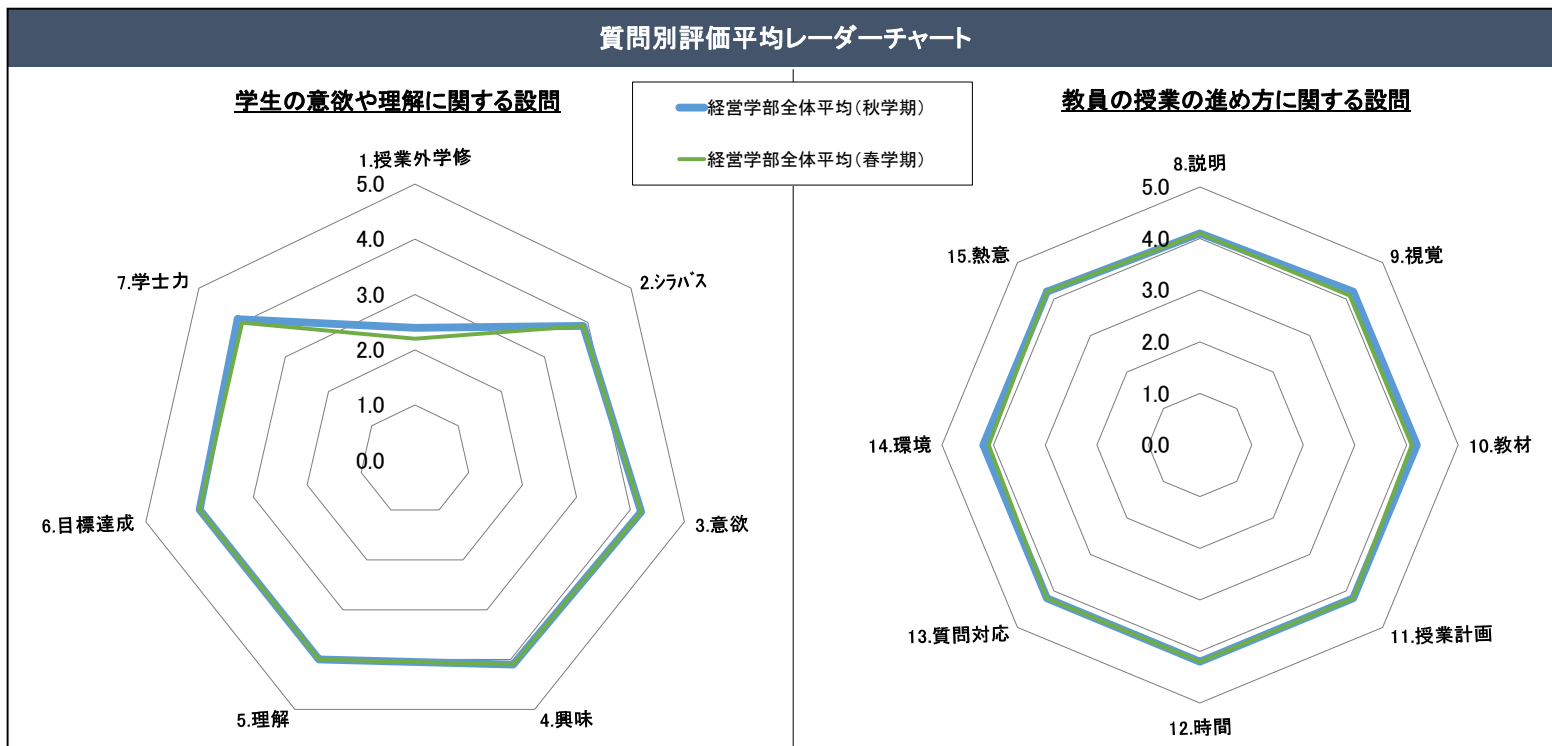 質問別評価平均レーダーチャート
学生の意欲や理解に関する設問
経営学部全体平均(秋学期)
経営学部全体平均(春学期)
教員の授業の進め方に関する設問
1.授業外学修
5.0
4.0
3.0
2.0
1.0
0.0
2.シラバス
3.意欲
4.興味
5.理解
6.目標達成
7.学士力
8.説明
5.0
4.0
3.0
2.0
1.0
0.0
9.視覚
10.教材
11.授業計画
12.時間
13.質問対応
14.環境
15.熱意